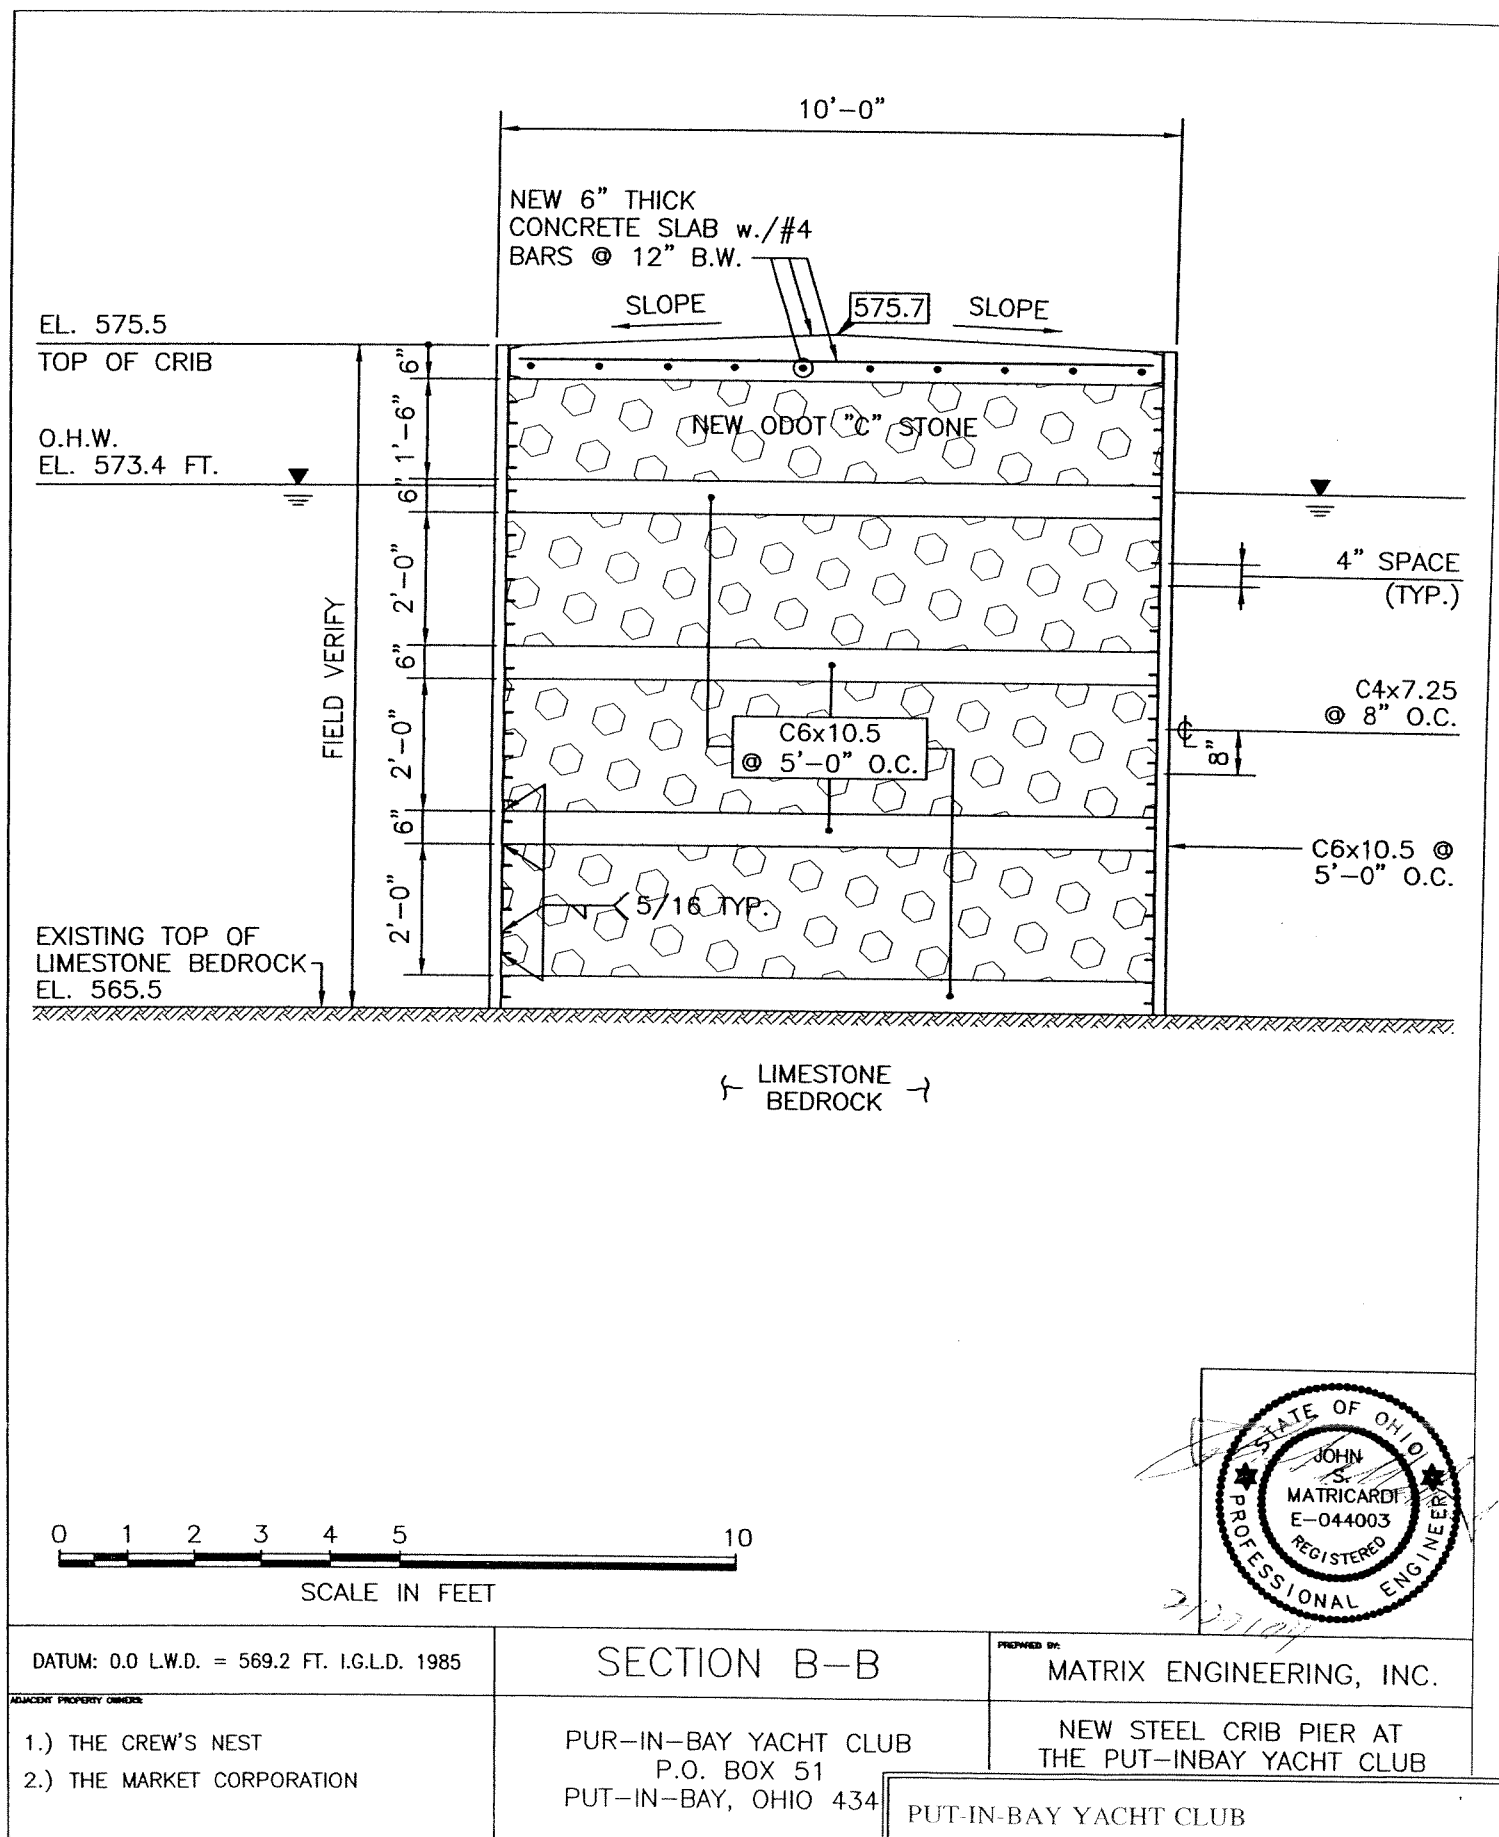 10'-0"
NEW 6" THICK
CONCRETE SLAB w./#4
BARS @ 12" B.W.
SLOPE
575.7
SLOPE
EL. 575.5
TOP OF CRIB
6"
1'-6"
NEW ODOT "C" STONE
O.H.W.
EL. 573.4 FT.
6"
2'-0"
4" SPACE
(TYP.)
FIELD VERIFY
6"
C4x7.25
@ 8" O.C.
2'-0"
C6x10.5
@ 5'-0" O.C.
℄
8"
6"
C6x10.5 @
5'-0" O.C.
2'-0"
5/16 TYP.
EXISTING TOP OF
LIMESTONE BEDROCK
EL. 565.5
LIMESTONE
BEDROCK
STATE OF OHIO
JOHN
S.
MATRICARDI
E-044003
REGISTERED
PROFESSIONAL ENGINEER
0 1 2 3 4 5 10
SCALE IN FEET
DATUM: 0.0 L.W.D. = 569.2 FT. I.G.L.D. 1985
SECTION B-B
PREPARED BY:
MATRIX ENGINEERING, INC.
ADJACENT PROPERTY OWNERS:
1.) THE CREW'S NEST
2.) THE MARKET CORPORATION
PUR-IN-BAY YACHT CLUB
P.O. BOX 51
PUT-IN-BAY, OHIO 434
NEW STEEL CRIB PIER AT
THE PUT-INBAY YACHT CLUB
PUT-IN-BAY YACHT CLUB